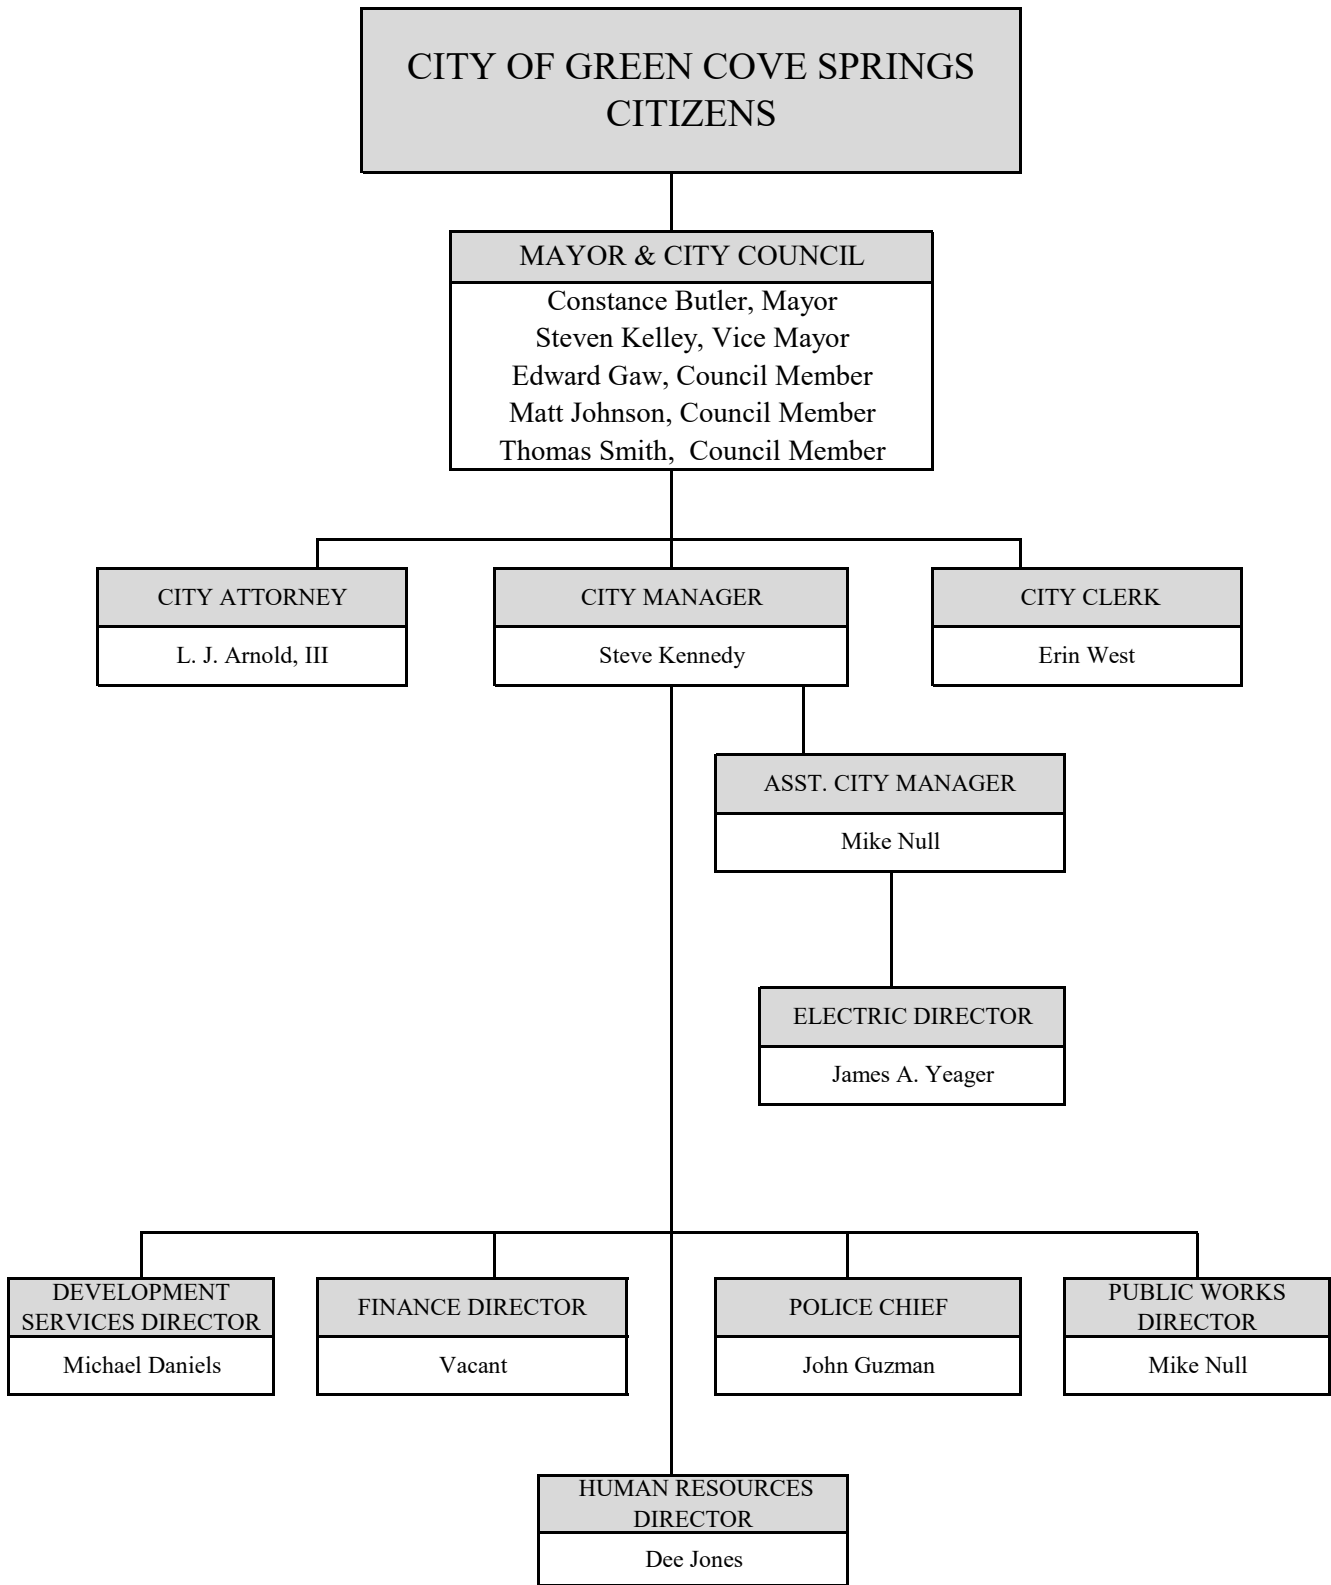 CITY OF GREEN COVE SPRINGS
CITIZENS
MAYOR & CITY COUNCIL
Constance Butler, Mayor
Steven Kelley, Vice Mayor
Edward Gaw, Council Member
Matt Johnson, Council Member
Thomas Smith,  Council Member
CITY ATTORNEY
L. J. Arnold, III
CITY MANAGER
Steve Kennedy
CITY CLERK
Erin West
ASST. CITY MANAGER
Mike Null
ELECTRIC DIRECTOR
James A. Yeager
DEVELOPMENT
SERVICES DIRECTOR
Michael Daniels
FINANCE DIRECTOR
Vacant
POLICE CHIEF
John Guzman
PUBLIC WORKS
DIRECTOR
Mike Null
HUMAN RESOURCES
DIRECTOR
Dee Jones